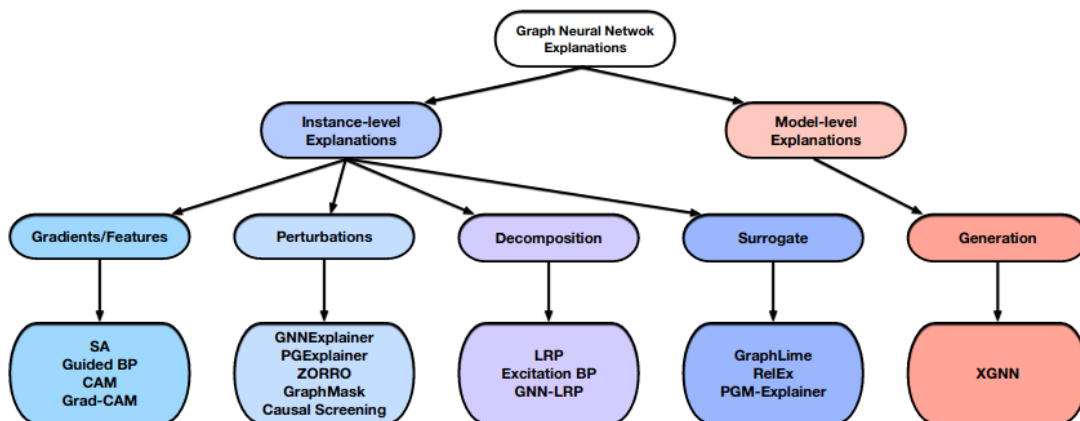 Graph Neural Netwok
Explanations
Instance-level
Explanations
Model-level
Explanations
Gradients/Features
Perturbations
Decomposition
Surrogate
Generation
SA
Guided BP
CAM
Grad-CAM
GNNExplainer
PGExplainer
ZORRO
GraphMask
Causal Screening
LRP
Excitation BP
GNN-LRP
GraphLime
RelEx
PGM-Explainer
XGNN